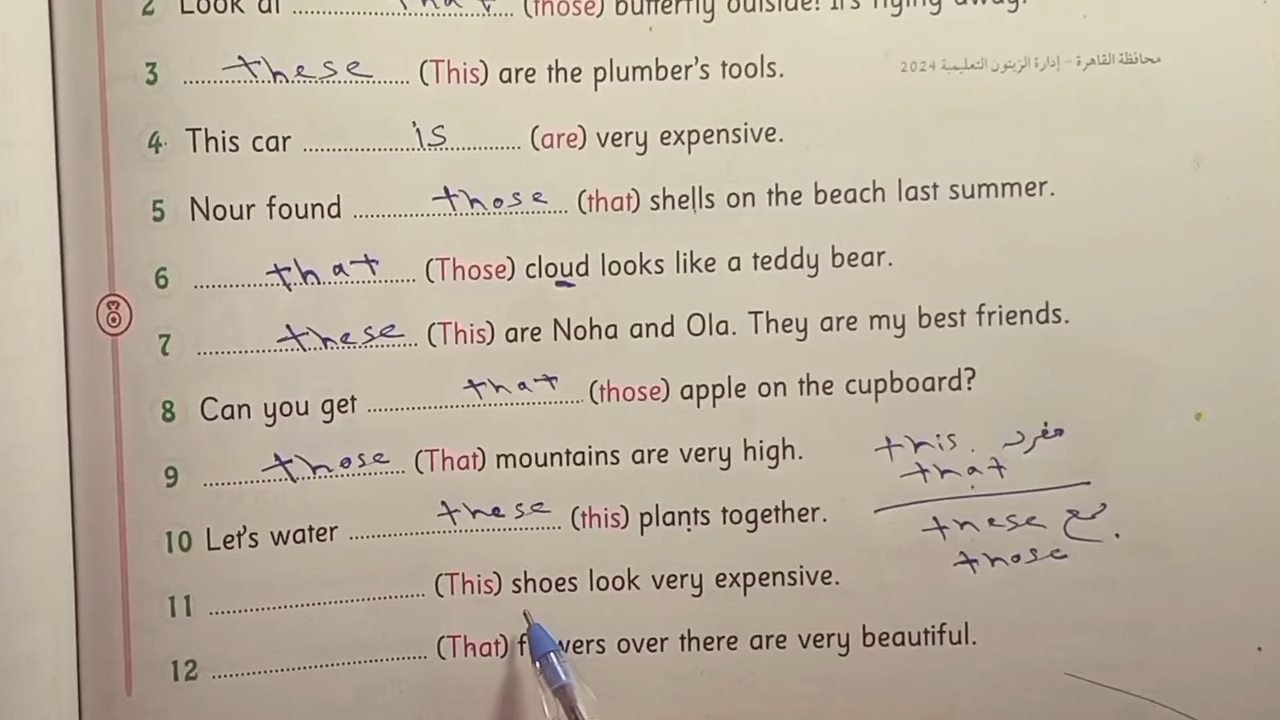 2 Look at .......... that .......... (those) butterfly outside! It's flying away.
3 .......... these .......... (This) are the plumber's tools.
محافظة القاهرة - إدارة الزيتون التعليمية 2024
4 This car .......... is .......... (are) very expensive.
5 Nour found .......... those .......... (that) shells on the beach last summer.
6 .......... that .......... (Those) cloud looks like a teddy bear.
7 .......... these .......... (This) are Noha and Ola. They are my best friends.
8 Can you get .......... that .......... (those) apple on the cupboard?
9 .......... those .......... (That) mountains are very high.
this. مفرد
that
10 Let's water .......... these .......... (this) plants together.
these جمع.
those
11 .......... (This) shoes look very expensive.
12 .......... (That) flowers over there are very beautiful.